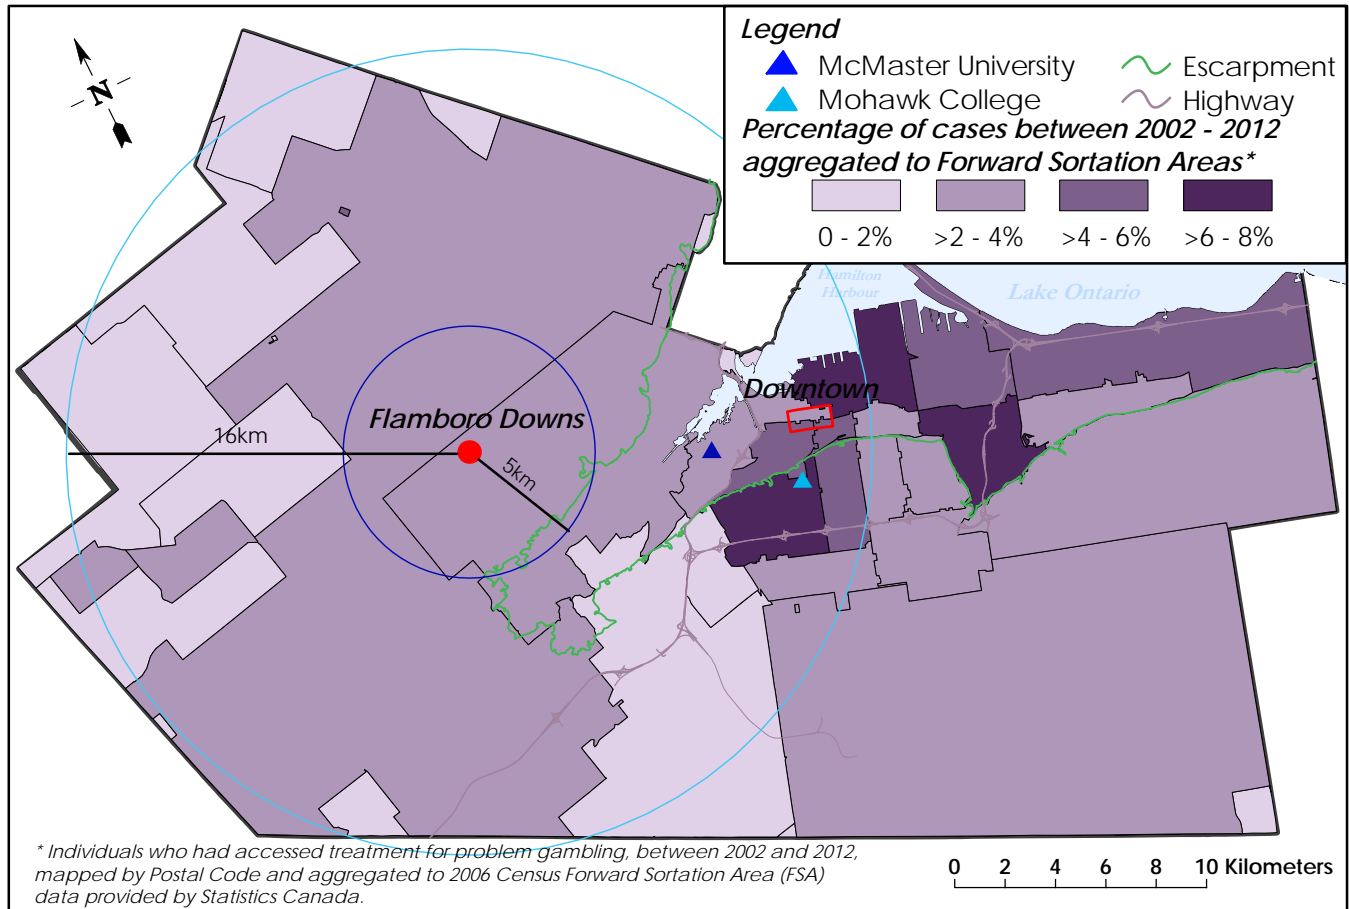 Legend
McMaster University
Escarpment
Mohawk College
Highway
Percentage of cases between 2002 - 2012
aggregated to Forward Sortation Areas*
0 - 2%
>2 - 4%
>4 - 6%
>6 - 8%
N
Hamilton
Harbour
Lake Ontario
Downtown
Flamboro Downs
16km
5km
* Individuals who had accessed treatment for problem gambling, between 2002 and 2012,
mapped by Postal Code and aggregated to 2006 Census Forward Sortation Area (FSA)
data provided by Statistics Canada.
0 2 4 6 8 10 Kilometers